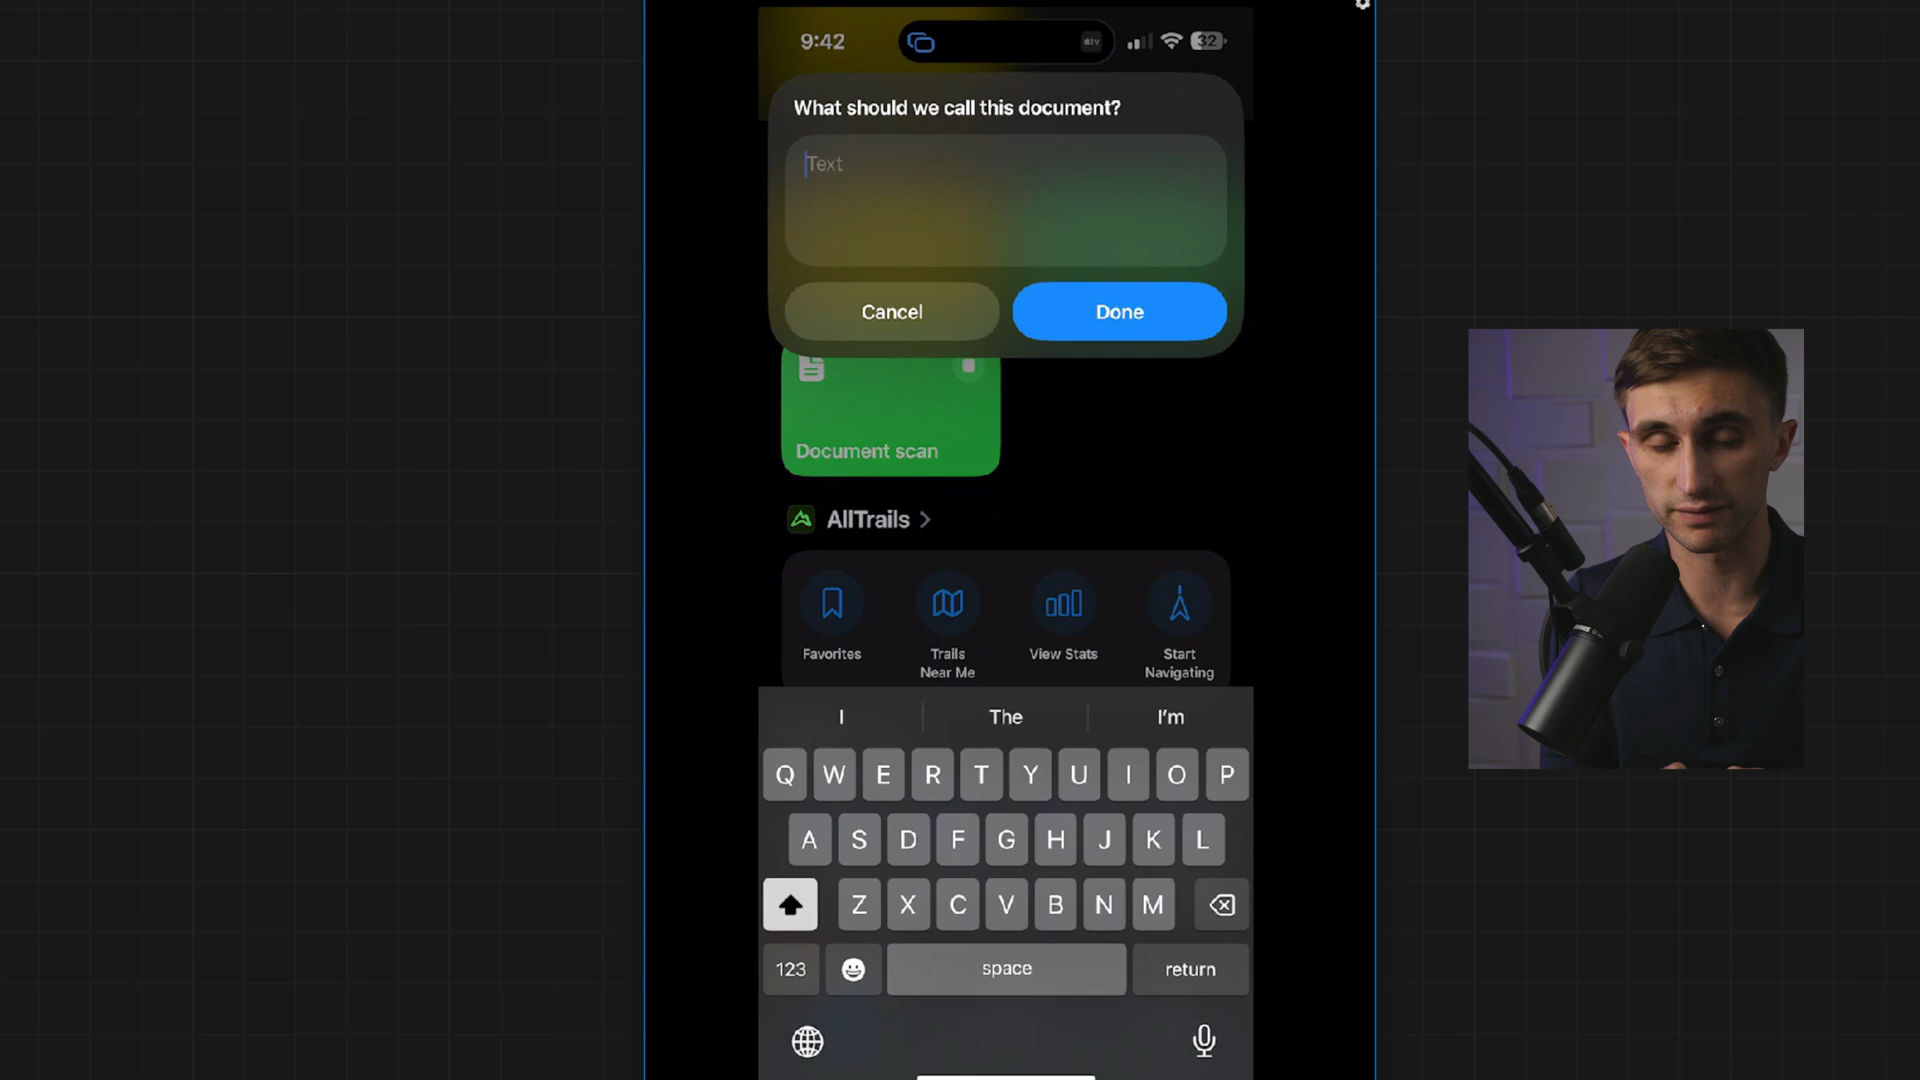 9:42
tv
32
What should we call this document?
Text
Cancel
Done
Document scan
AllTrails
Favorites
Trails
Near Me
View Stats
Start
Navigating
I
The
I'm
Q W E R T Y U I O P
A S D F G H J K L
Z X C V B N M
123
space
return